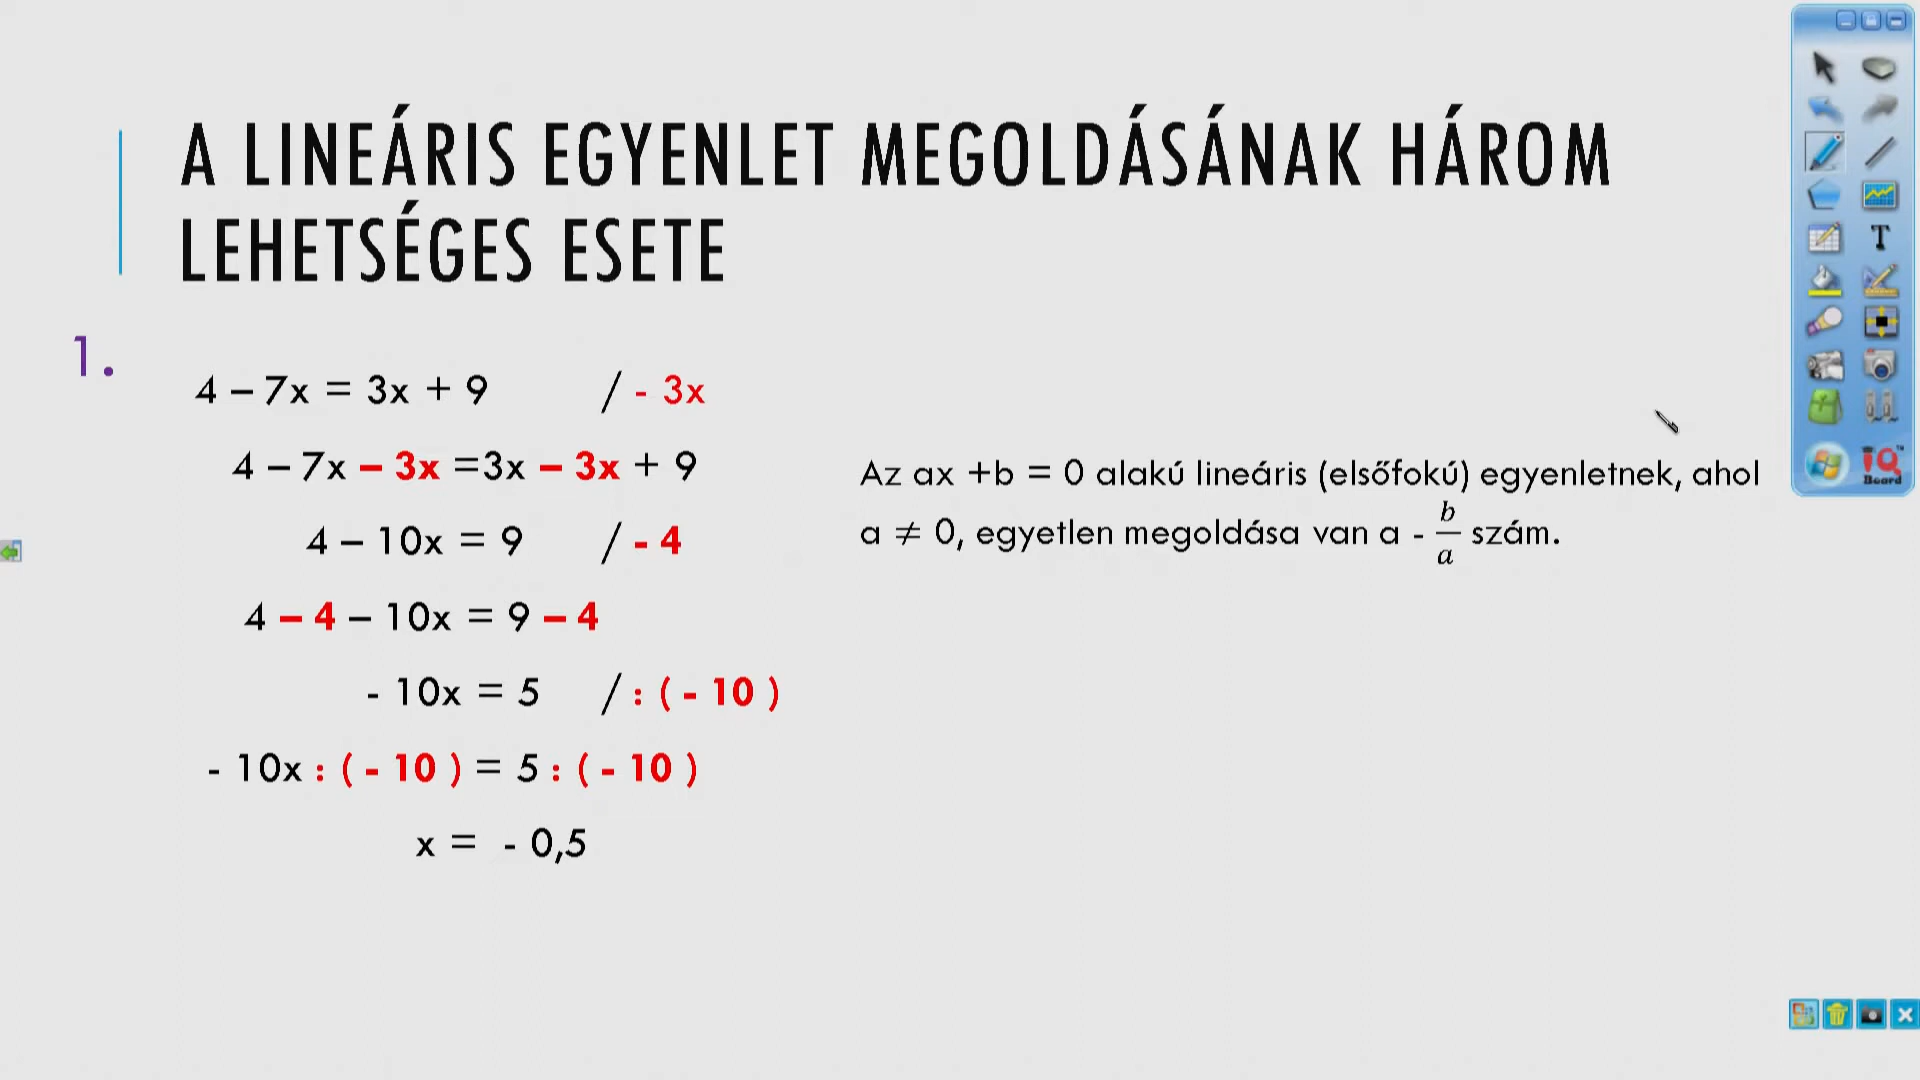 A LINEÁRIS EGYENLET MEGOLDÁSÁNAK HÁROM
LEHETSÉGES ESETE
1.
4 – 7x = 3x + 9 / - 3x
4 – 7x – 3x =3x – 3x + 9
4 – 10x = 9 / - 4
4 – 4 – 10x = 9 – 4
- 10x = 5 / : ( - 10 )
- 10x : ( - 10 ) = 5 : ( - 10 )
x = - 0,5
Az ax +b = 0 alakú lineáris (elsőfokú) egyenletnek, ahol
a ≠ 0, egyetlen megoldása van a - b/a szám.
T
IQ
Board